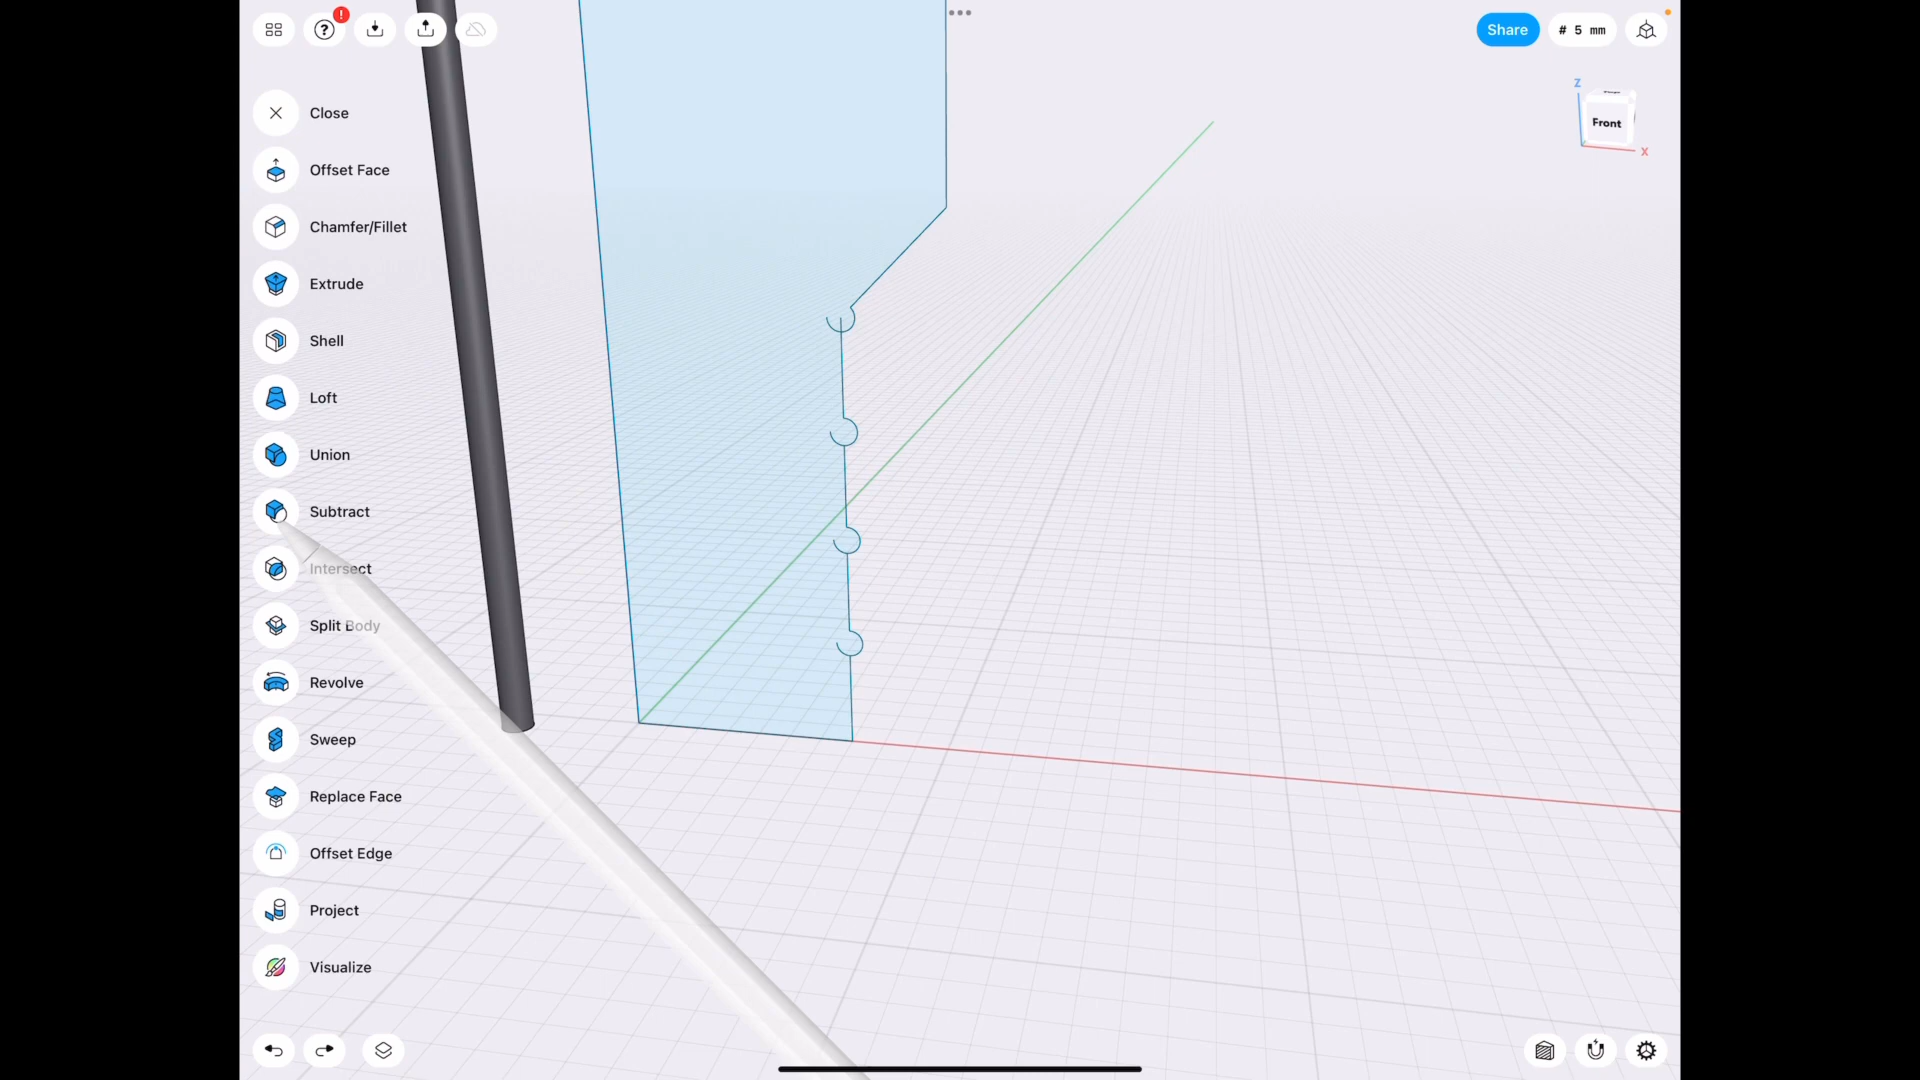 !
Share
# 5 mm
Z
Front
X
Close
Offset Face
Chamfer/Fillet
Extrude
Shell
Loft
Union
Subtract
Intersect
Split Body
Revolve
Sweep
Replace Face
Offset Edge
Project
Visualize